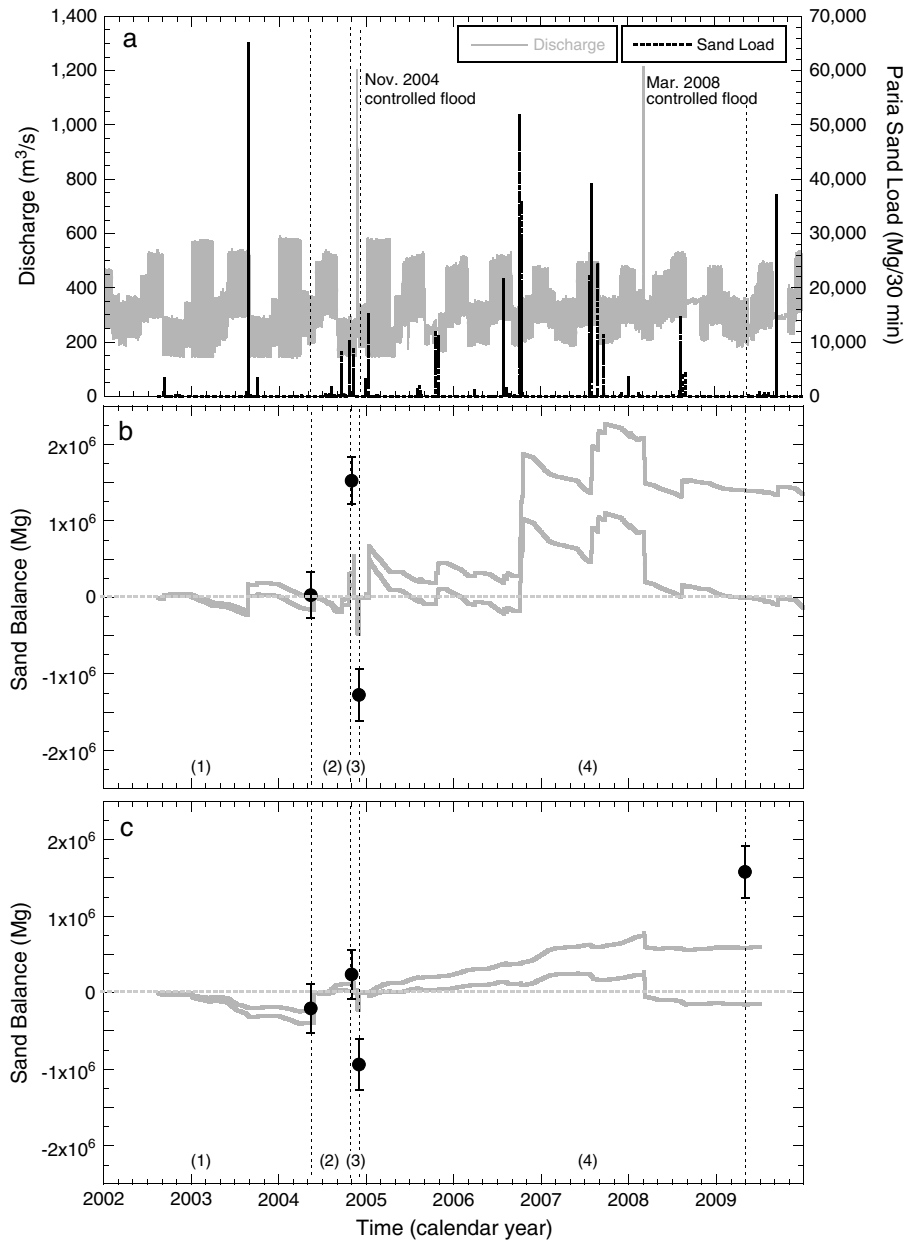 1,400
70,000
a
Discharge
Sand Load
1,200
60,000
Nov. 2004
controlled flood
Mar. 2008
controlled flood
1,000
50,000
800
40,000
600
30,000
400
20,000
200
10,000
0
0
Discharge (m³/s)
Paria Sand Load (Mg/30 min)
b
2x10⁶
1x10⁶
0
-1x10⁶
-2x10⁶
Sand Balance (Mg)
(1)
(2)
(3)
(4)
c
2x10⁶
1x10⁶
0
-1x10⁶
-2x10⁶
Sand Balance (Mg)
(1)
(2)
(3)
(4)
2002
2003
2004
2005
2006
2007
2008
2009
Time (calendar year)